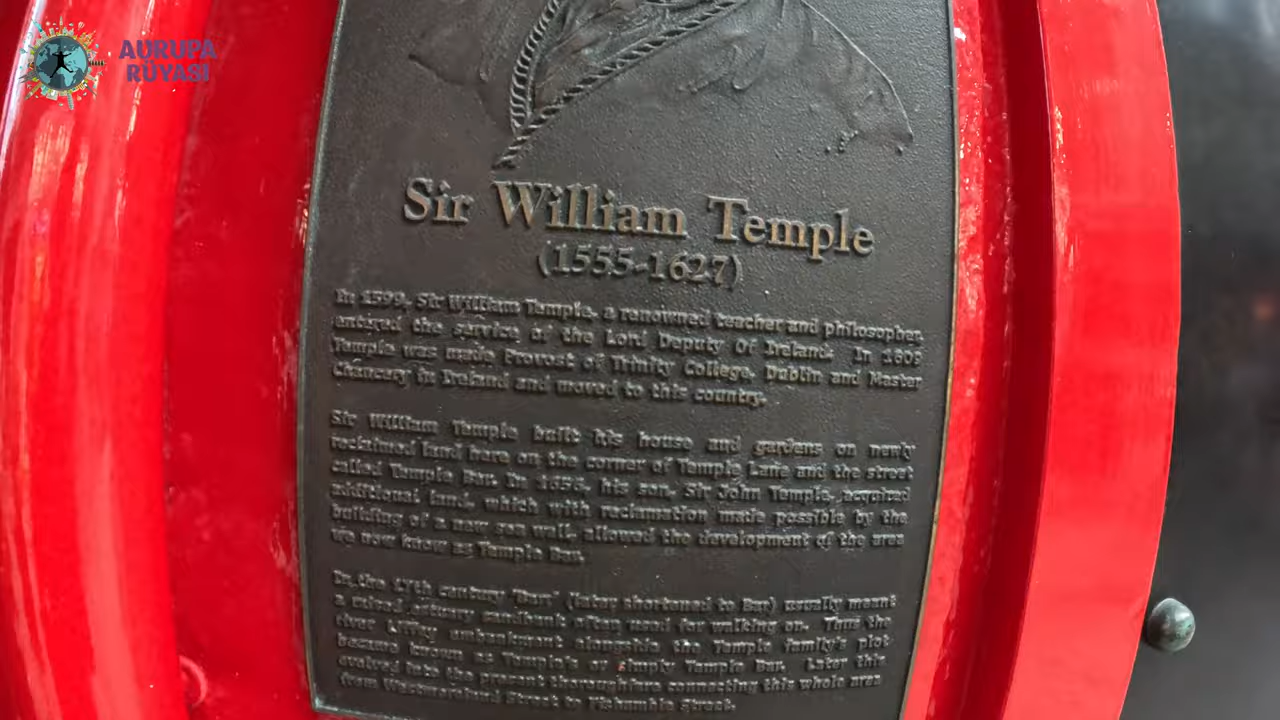 AURUPA
RÜYASI
Sir William Temple
(1555-1627)
In 1599, Sir William Temple, a renowned teacher and philosopher,
entered the service of the Lord Deputy Of Ireland. In 1609
Temple was made Provost of Trinity College, Dublin and Master
Chancery in Ireland and moved to this country.
Sir William Temple built his house and gardens on newly
reclaimed land here on the corner of Temple Lane and the street
called Temple Bar. In 1656, his son, Sir John Temple, acquired
additional land, which with reclamation made possible by the
building of a new sea wall, allowed the development of the area
we now know as Temple Bar.
In the 17th century (later shortened to Bar) usually meant
a raised estuary sandbank often used for walking on. Thus the
river Liffey embankment alongside the Temple family's plot
became known as Temple's or simply Temple Bar. Later this
evolved into the present thoroughfare connecting this whole area
from Westmoreland Street to Fishamble Street.